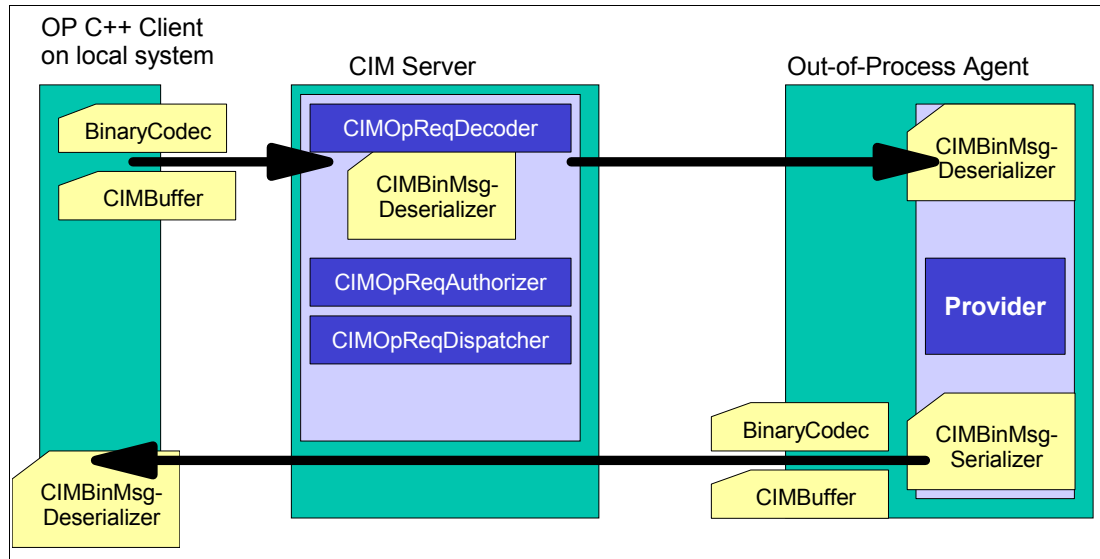 OP C++ Client
on local system
CIM Server
Out-of-Process Agent
BinaryCodec
CIMBuffer
CIMOpReqDecoder
CIMBinMsg-
Deserializer
CIMOpReqAuthorizer
CIMOpReqDispatcher
CIMBinMsg-
Deserializer
Provider
BinaryCodec
CIMBuffer
CIMBinMsg-
Serializer
CIMBinMsg-
Deserializer